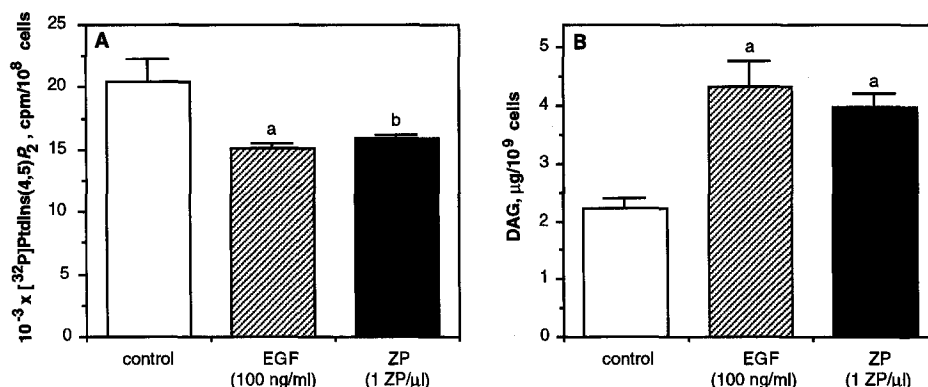 A
10⁻³ x [³²P]PtdIns(4,5)P₂, cpm/10⁸ cells
25
20
15
10
5
0
a
b
control
EGF
(100 ng/ml)
ZP
(1 ZP/µl)
B
DAG, µg/10⁹ cells
5
4
3
2
1
0
a
a
control
EGF
(100 ng/ml)
ZP
(1 ZP/µl)